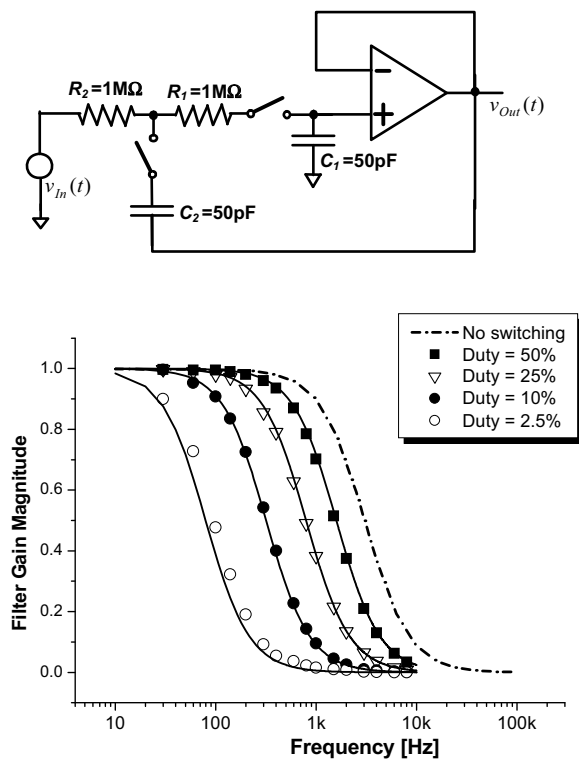 R2=1MΩ
R1=1MΩ
vOut(t)
C1=50pF
vIn(t)
C2=50pF
No switching
Duty = 50%
Duty = 25%
Duty = 10%
Duty = 2.5%
1.0
0.8
0.6
0.4
0.2
0.0
Filter Gain Magnitude
10
100
1k
10k
100k
Frequency [Hz]